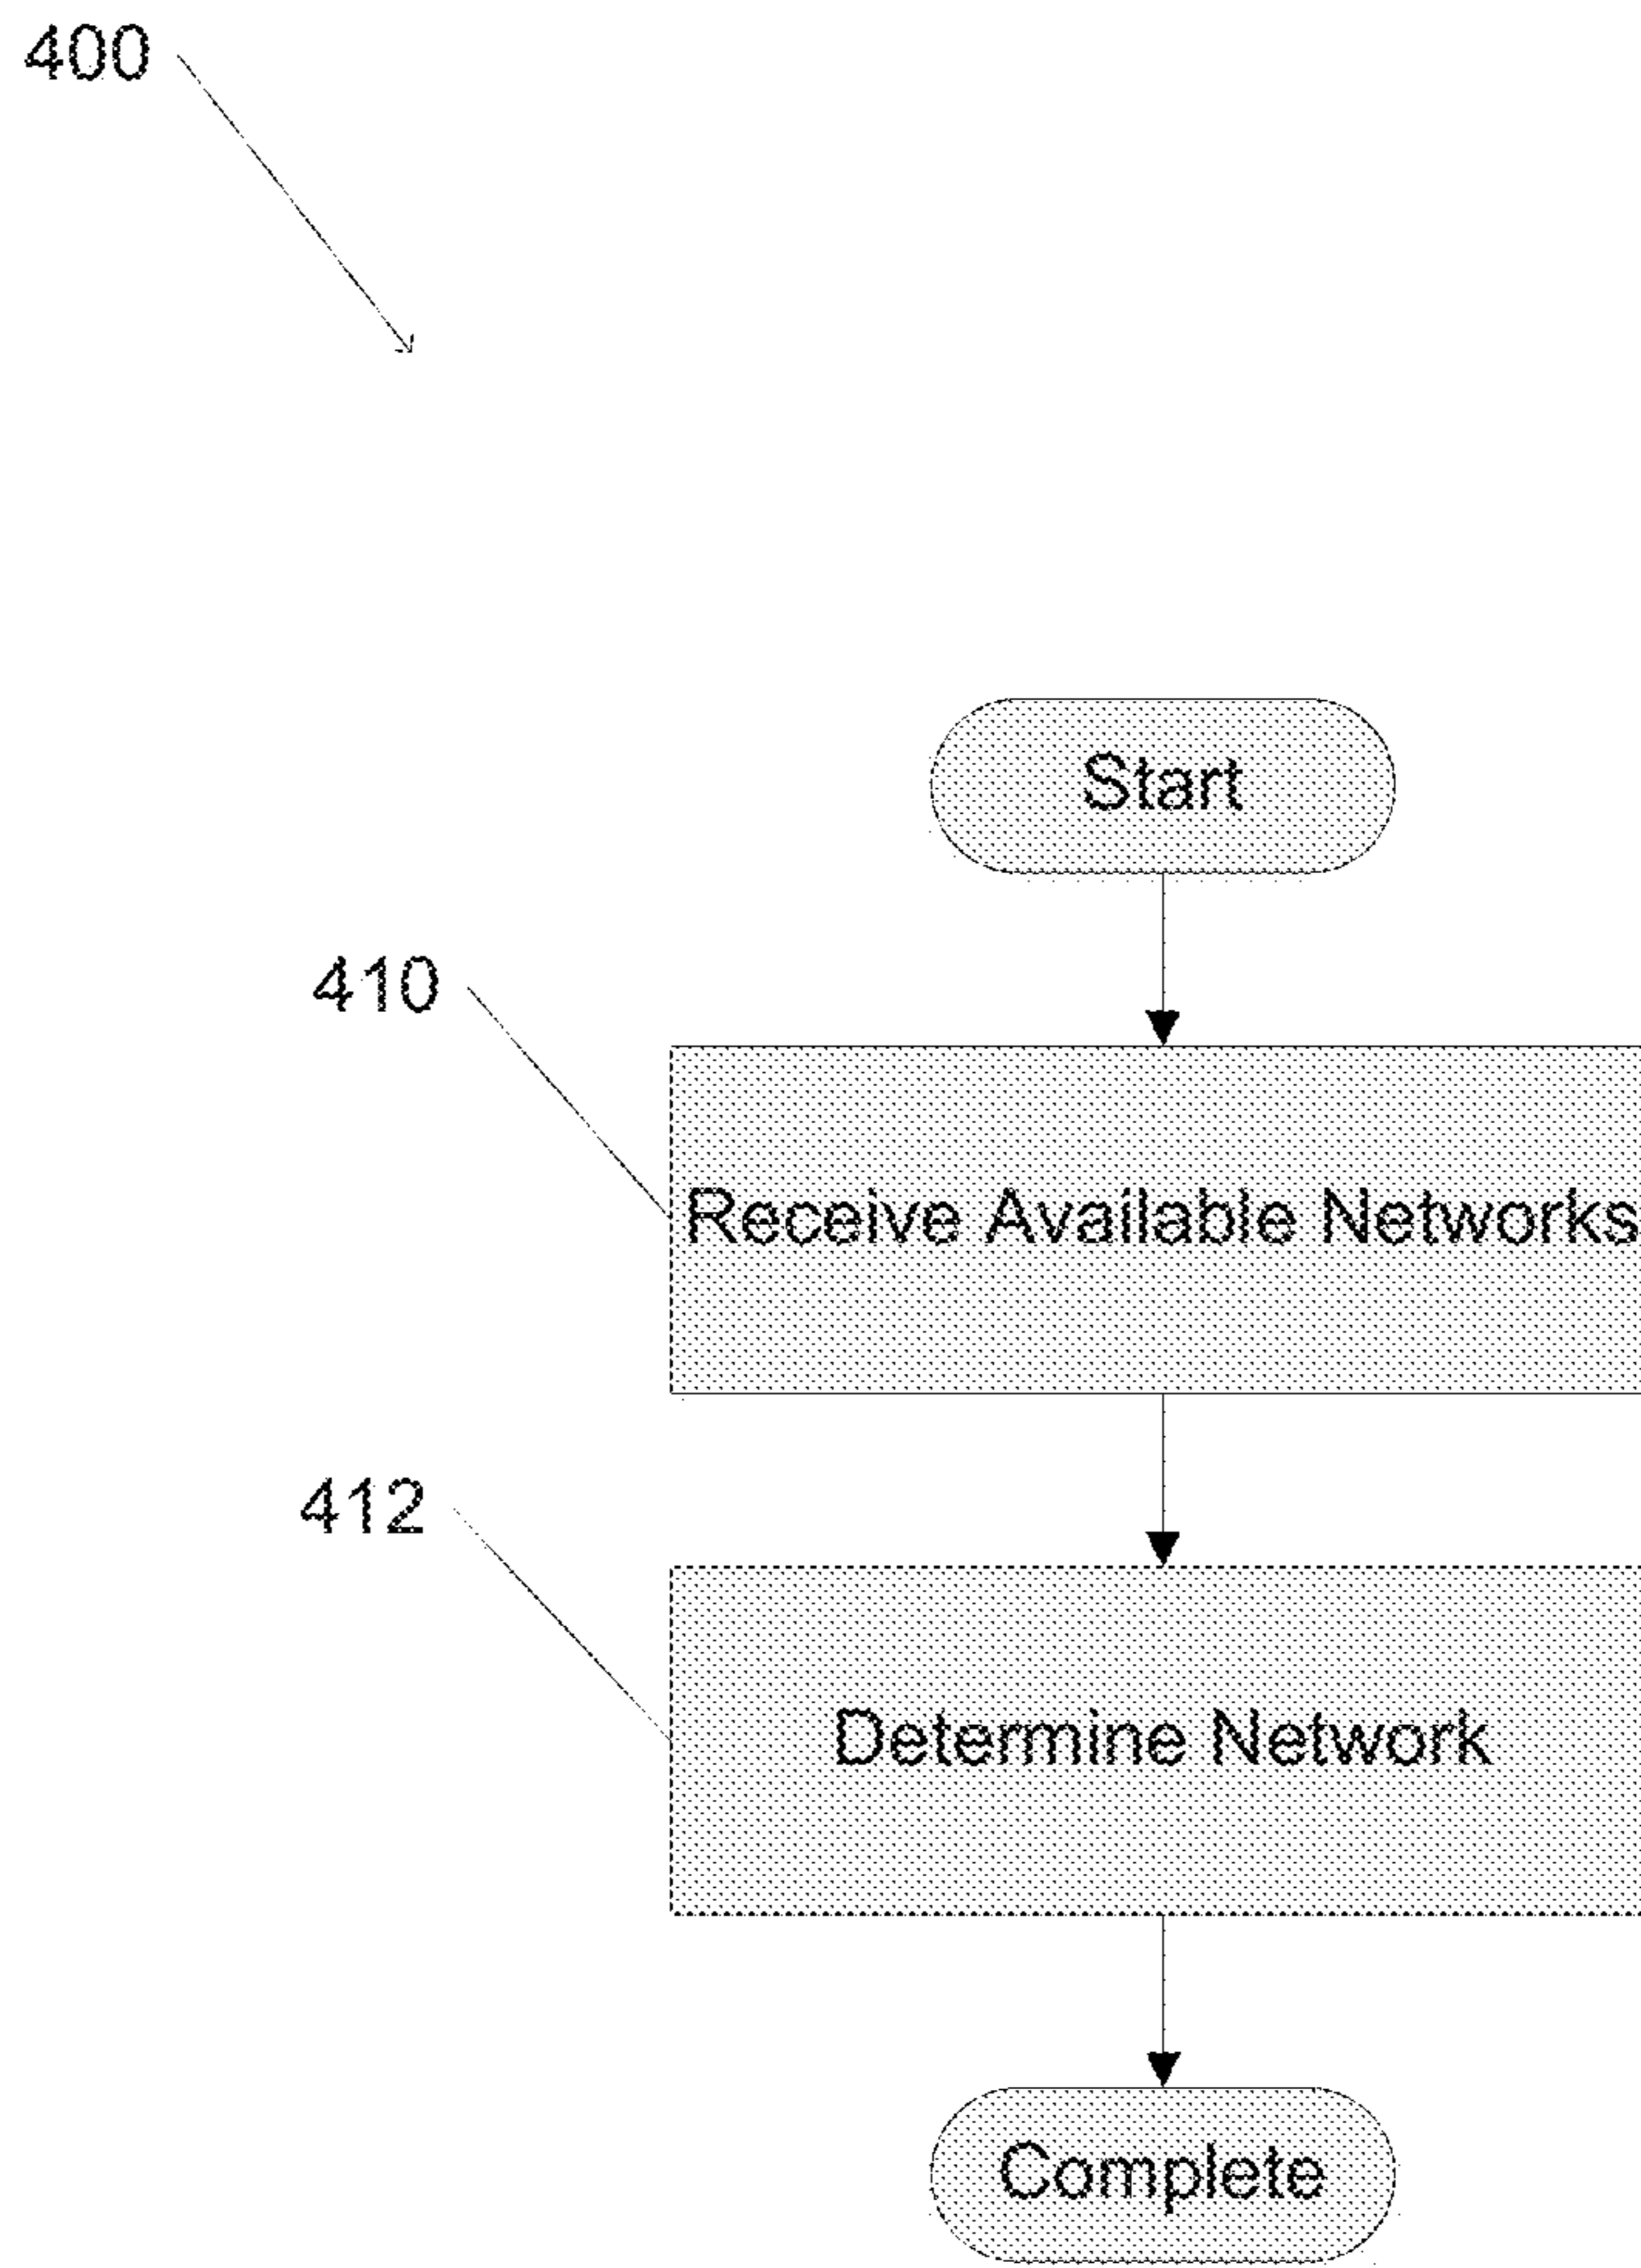 400
Start
410
Receive Available Networks
412
Determine Network
Complete